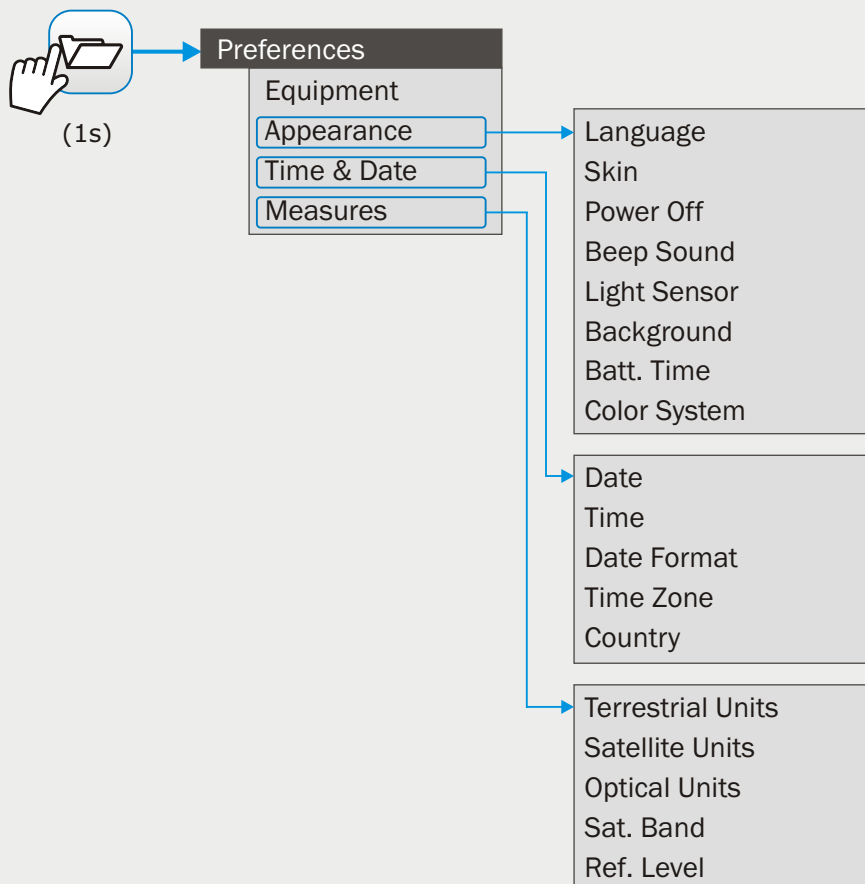 Preferences
(1s)
Equipment
Appearance
Time & Date
Measures
Language
Skin
Power Off
Beep Sound
Light Sensor
Background
Batt. Time
Color System
Date
Time
Date Format
Time Zone
Country
Terrestrial Units
Satellite Units
Optical Units
Sat. Band
Ref. Level